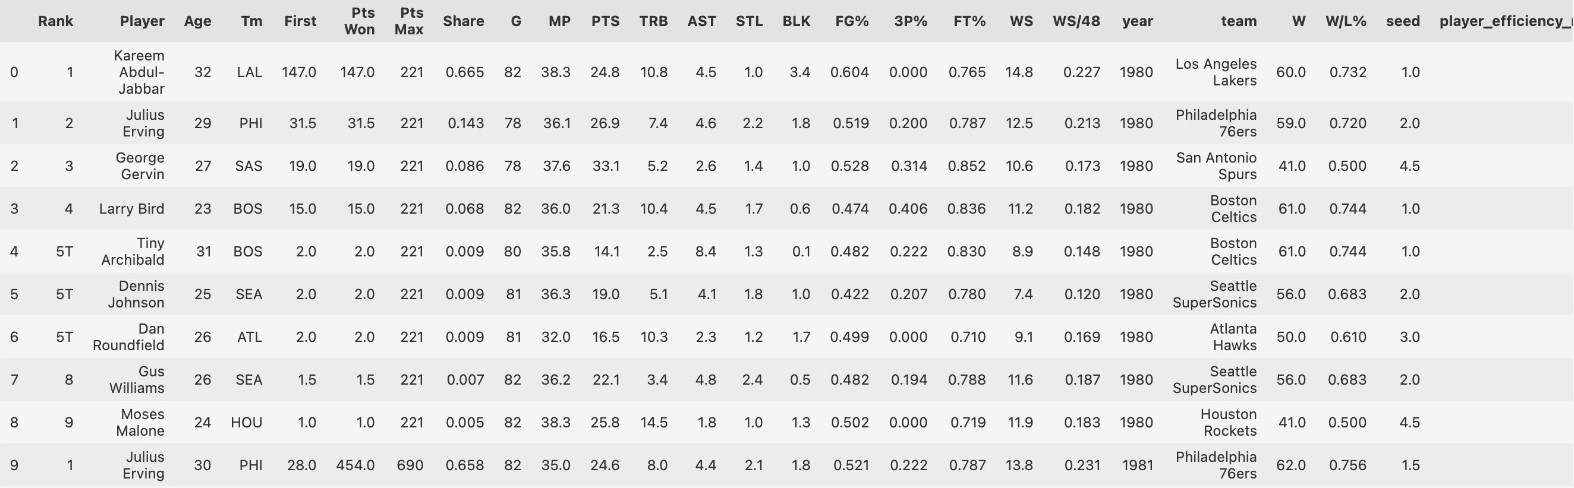 Rank Player Age Tm First Pts Won Pts Max Share G MP PTS TRB AST STL BLK FG% 3P% FT% WS WS/48 year team W W/L% seed player_efficiency_
0 1 Kareem Abdul-Jabbar 32 LAL 147.0 147.0 221 0.665 82 38.3 24.8 10.8 4.5 1.0 3.4 0.604 0.000 0.765 14.8 0.227 1980 Los Angeles Lakers 60.0 0.732 1.0
1 2 Julius Erving 29 PHI 31.5 31.5 221 0.143 78 36.1 26.9 7.4 4.6 2.2 1.8 0.519 0.200 0.787 12.5 0.213 1980 Philadelphia 76ers 59.0 0.720 2.0
2 3 George Gervin 27 SAS 19.0 19.0 221 0.086 78 37.6 33.1 5.2 2.6 1.4 1.0 0.528 0.314 0.852 10.6 0.173 1980 San Antonio Spurs 41.0 0.500 4.5
3 4 Larry Bird 23 BOS 15.0 15.0 221 0.068 82 36.0 21.3 10.4 4.5 1.7 0.6 0.474 0.406 0.836 11.2 0.182 1980 Boston Celtics 61.0 0.744 1.0
4 5T Tiny Archibald 31 BOS 2.0 2.0 221 0.009 80 35.8 14.1 2.5 8.4 1.3 0.1 0.482 0.222 0.830 8.9 0.148 1980 Boston Celtics 61.0 0.744 1.0
5 5T Dennis Johnson 25 SEA 2.0 2.0 221 0.009 81 36.3 19.0 5.1 4.1 1.8 1.0 0.422 0.207 0.780 7.4 0.120 1980 Seattle SuperSonics 56.0 0.683 2.0
6 5T Dan Roundfield 26 ATL 2.0 2.0 221 0.009 81 32.0 16.5 10.3 2.3 1.2 1.7 0.499 0.000 0.710 9.1 0.169 1980 Atlanta Hawks 50.0 0.610 3.0
7 8 Gus Williams 26 SEA 1.5 1.5 221 0.007 82 36.2 22.1 3.4 4.8 2.4 0.5 0.482 0.194 0.788 11.6 0.187 1980 Seattle SuperSonics 56.0 0.683 2.0
8 9 Moses Malone 24 HOU 1.0 1.0 221 0.005 82 38.3 25.8 14.5 1.8 1.0 1.3 0.502 0.000 0.719 11.9 0.183 1980 Houston Rockets 41.0 0.500 4.5
9 1 Julius Erving 30 PHI 28.0 454.0 690 0.658 82 35.0 24.6 8.0 4.4 2.1 1.8 0.521 0.222 0.787 13.8 0.231 1981 Philadelphia 76ers 62.0 0.756 1.5